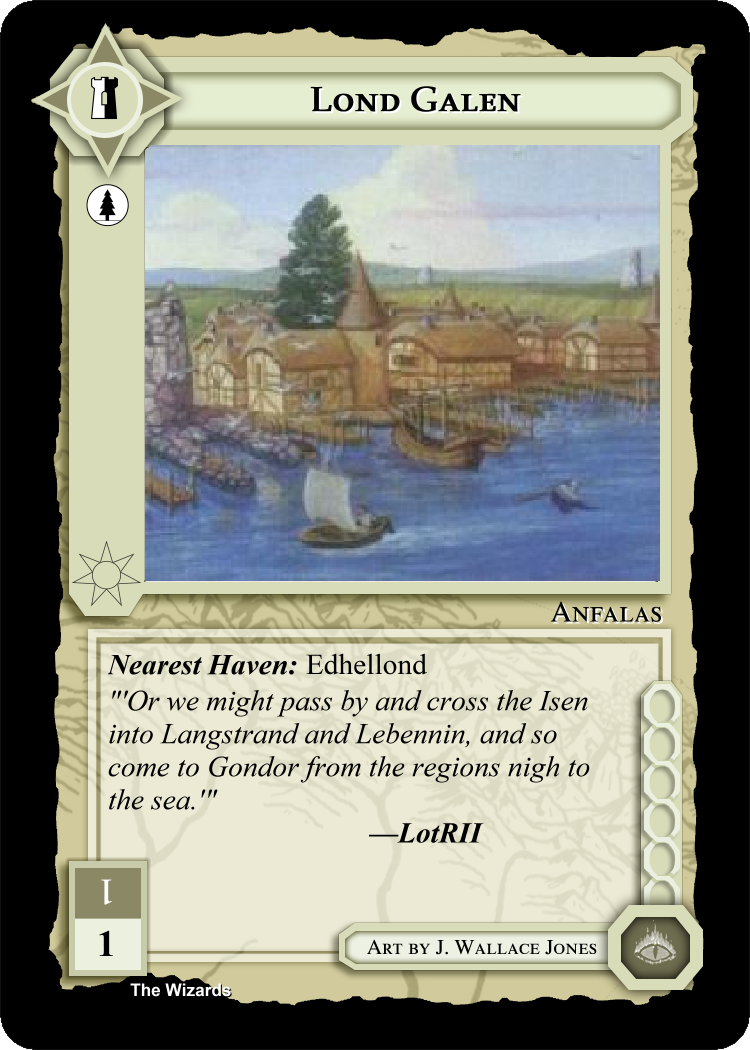 Lond Galen
Anfalas
Nearest Haven: Edhellond
"'Or we might pass by and cross the Isen
into Langstrand and Lebennin, and so
come to Gondor from the regions nigh to
the sea.'"
—LotRII
1
1
Art by J. Wallace Jones
The Wizards